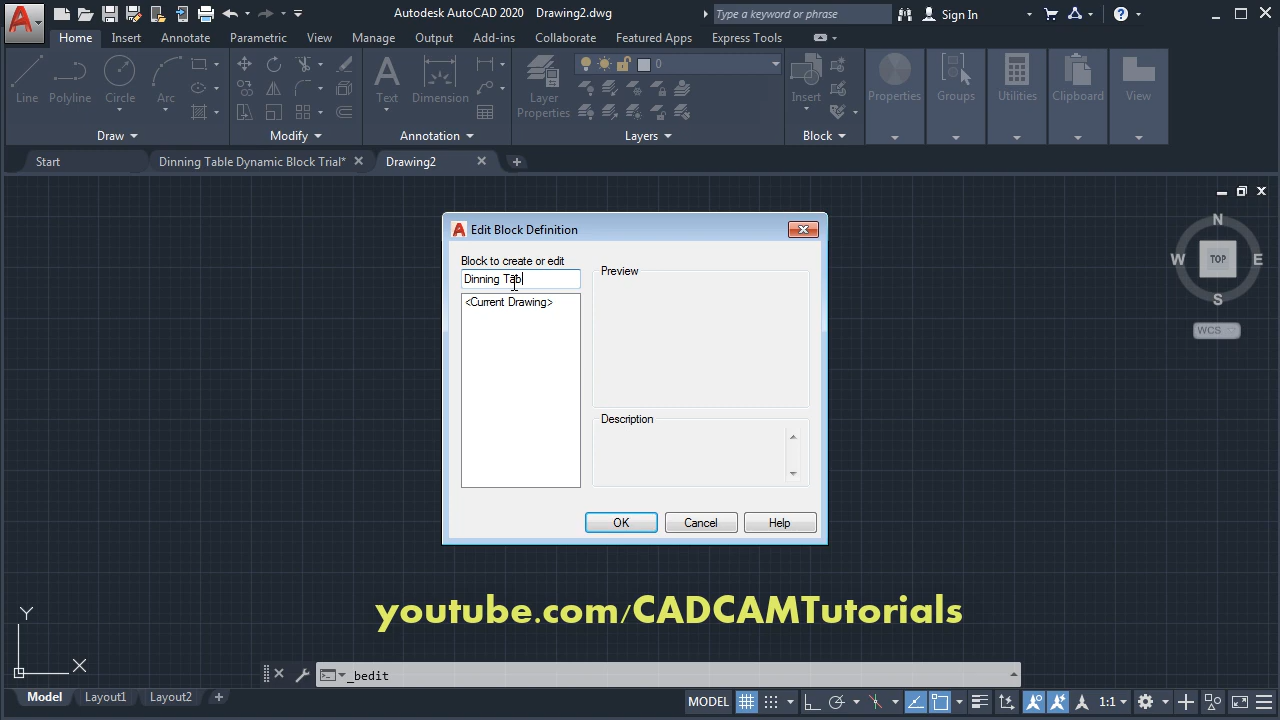 Autodesk AutoCAD 2020 Drawing2.dwg
Type a keyword or phrase
Sign In
Home Insert Annotate Parametric View Manage Output Add-ins Collaborate Featured Apps Express Tools
Line Polyline Circle Arc
Text Dimension
Layer Properties
0
Insert
Properties Groups Utilities Clipboard View
Draw Modify Annotation Layers Block
Start Dinning Table Dynamic Block Trial* Drawing2
Edit Block Definition
Block to create or edit
Dinning Tab
<Current Drawing>
Preview
Description
OK Cancel Help
N
W TOP E
S
WCS
youtube.com/CADCAMTutorials
Y
X
_bedit
Model Layout1 Layout2
MODEL 1:1